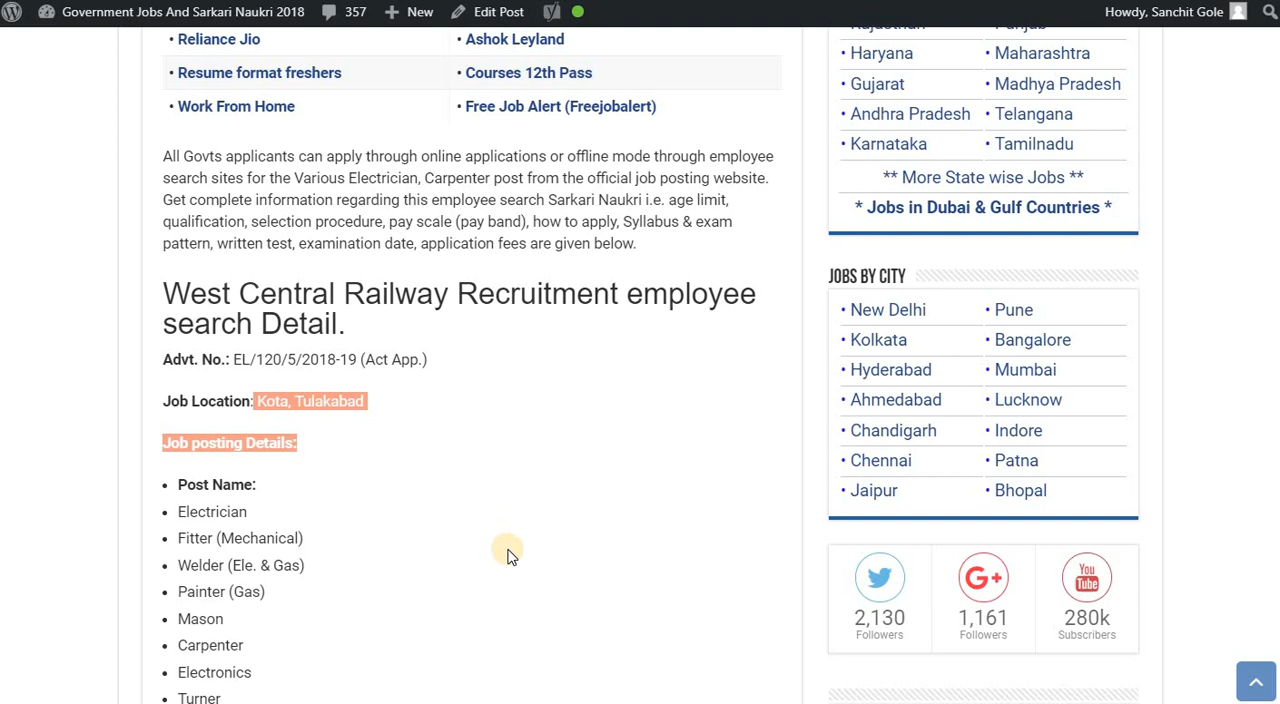 Government Jobs And Sarkari Naukri 2018 357 New Edit Post Howdy, Sanchit Gole
• Reliance Jio • Ashok Leyland
• Resume format freshers • Courses 12th Pass
• Work From Home • Free Job Alert (Freejobalert)
All Govts applicants can apply through online applications or offline mode through employee
search sites for the Various Electrician, Carpenter post from the official job posting website.
Get complete information regarding this employee search Sarkari Naukri i.e. age limit,
qualification, selection procedure, pay scale (pay band), how to apply, Syllabus & exam
pattern, written test, examination date, application fees are given below.
West Central Railway Recruitment employee
search Detail.
Advt. No.: EL/120/5/2018-19 (Act App.)
Job Location: Kota, Tulakabad
Job posting Details:
• Post Name:
• Electrician
• Fitter (Mechanical)
• Welder (Ele. & Gas)
• Painter (Gas)
• Mason
• Carpenter
• Electronics
• Turner
• Haryana • Maharashtra
• Gujarat • Madhya Pradesh
• Andhra Pradesh • Telangana
• Karnataka • Tamilnadu
** More State wise Jobs **
* Jobs in Dubai & Gulf Countries *
JOBS BY CITY
• New Delhi • Pune
• Kolkata • Bangalore
• Hyderabad • Mumbai
• Ahmedabad • Lucknow
• Chandigarh • Indore
• Chennai • Patna
• Jaipur • Bhopal
G+ You Tube
2,130 1,161 280k
Followers Followers Subscribers